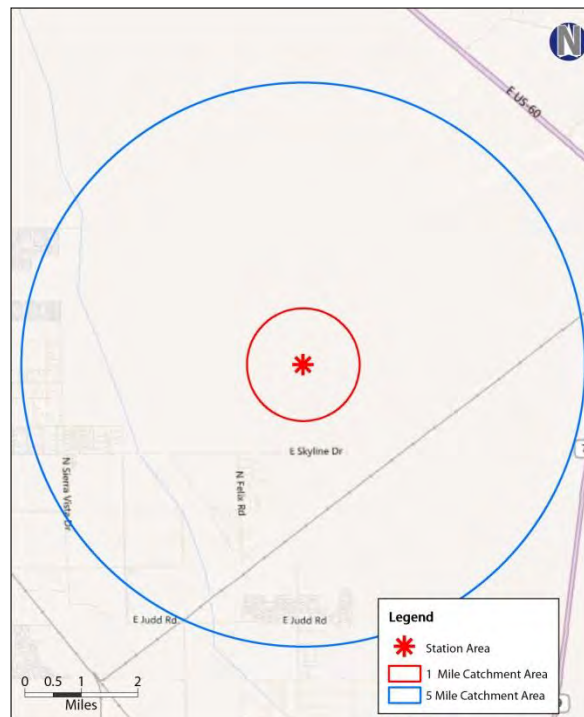 N
E US-60
E Skyline Dr
N Sierra Vista Dr
N Felix Rd
E Judd Rd
E Judd Rd
Legend
Station Area
1 Mile Catchment Area
5 Mile Catchment Area
0 0.5 1 2
Miles